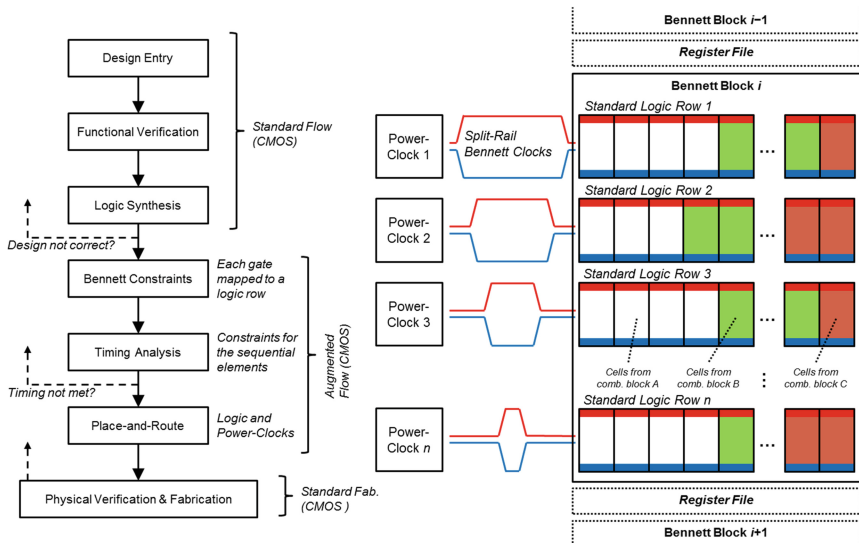 Design Entry
Functional Verification
Logic Synthesis
Standard Flow
(CMOS)
Design not correct?
Bennett Constraints
Each gate
mapped to a
logic row
Timing Analysis
Constraints for
the sequential
elements
Timing not met?
Place-and-Route
Logic and
Power-Clocks
Augmented
Flow (CMOS)
Physical Verification & Fabrication
Standard Fab.
(CMOS )
Bennett Block i−1
Register File
Bennett Block i
Power-
Clock 1
Split-Rail
Bennett Clocks
Standard Logic Row 1
...
Power-
Clock 2
Standard Logic Row 2
...
Power-
Clock 3
Standard Logic Row 3
...
Cells from
comb. block A
Cells from
comb. block B
...
Cells from
comb. block C
Power-
Clock n
Standard Logic Row n
...
Register File
Bennett Block i+1